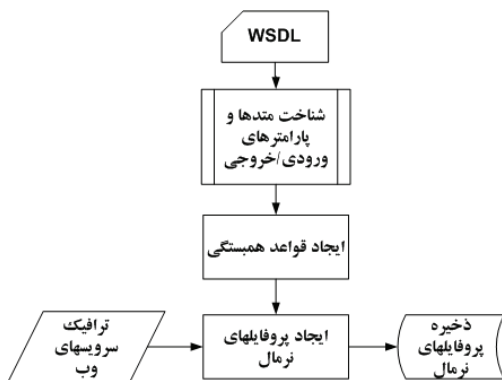 WSDL
شناخت متدها و
پارامترهای
ورودی/خروجی
ایجاد قواعد همبستگی
ترافیک
سرویسهای
وب
ایجاد پروفایلهای
نرمال
ذخیره
پروفایلهای
نرمال